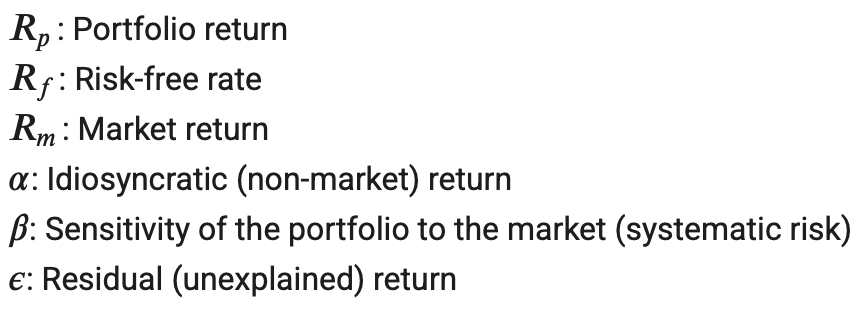 R_p : Portfolio return
R_f : Risk-free rate
R_m : Market return
α: Idiosyncratic (non-market) return
β: Sensitivity of the portfolio to the market (systematic risk)
ϵ: Residual (unexplained) return